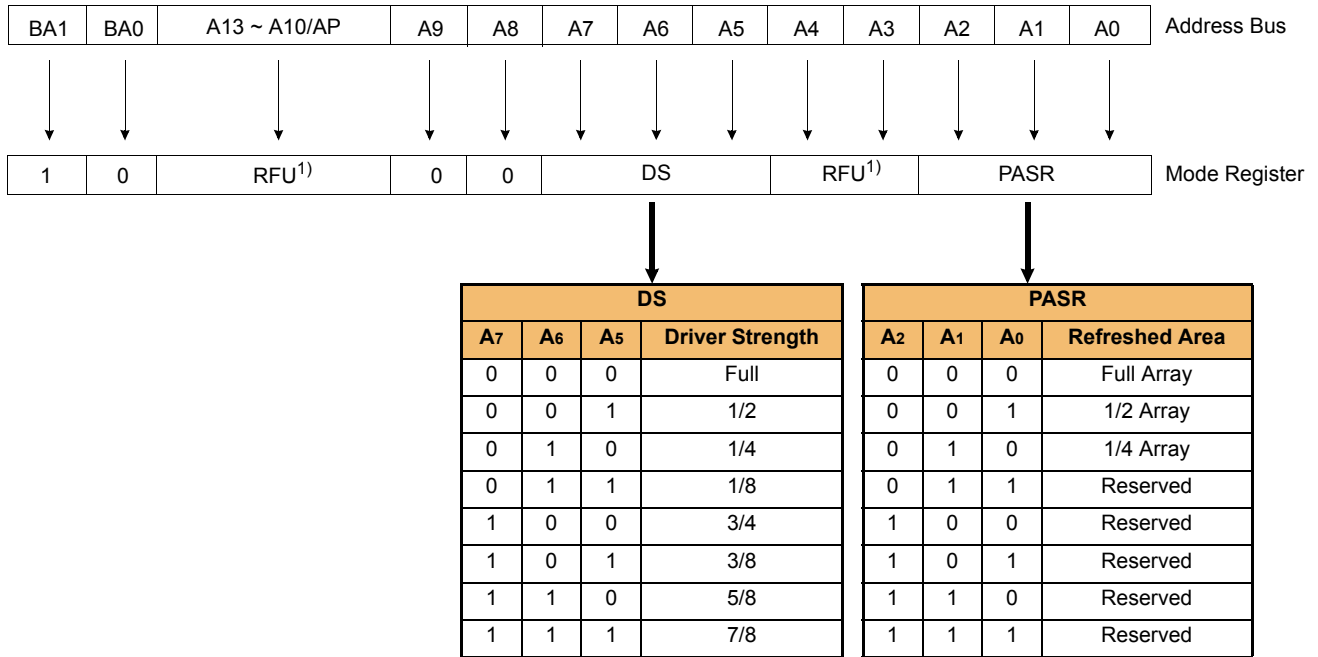 BA1 BA0 A13 ~ A10/AP A9 A8 A7 A6 A5 A4 A3 A2 A1 A0 Address Bus
1 0 RFU1) 0 0 DS RFU1) PASR Mode Register
DS PASR
A7 A6 A5 Driver Strength A2 A1 A0 Refreshed Area
0 0 0 Full 0 0 0 Full Array
0 0 1 1/2 0 0 1 1/2 Array
0 1 0 1/4 0 1 0 1/4 Array
0 1 1 1/8 0 1 1 Reserved
1 0 0 3/4 1 0 0 Reserved
1 0 1 3/8 1 0 1 Reserved
1 1 0 5/8 1 1 0 Reserved
1 1 1 7/8 1 1 1 Reserved